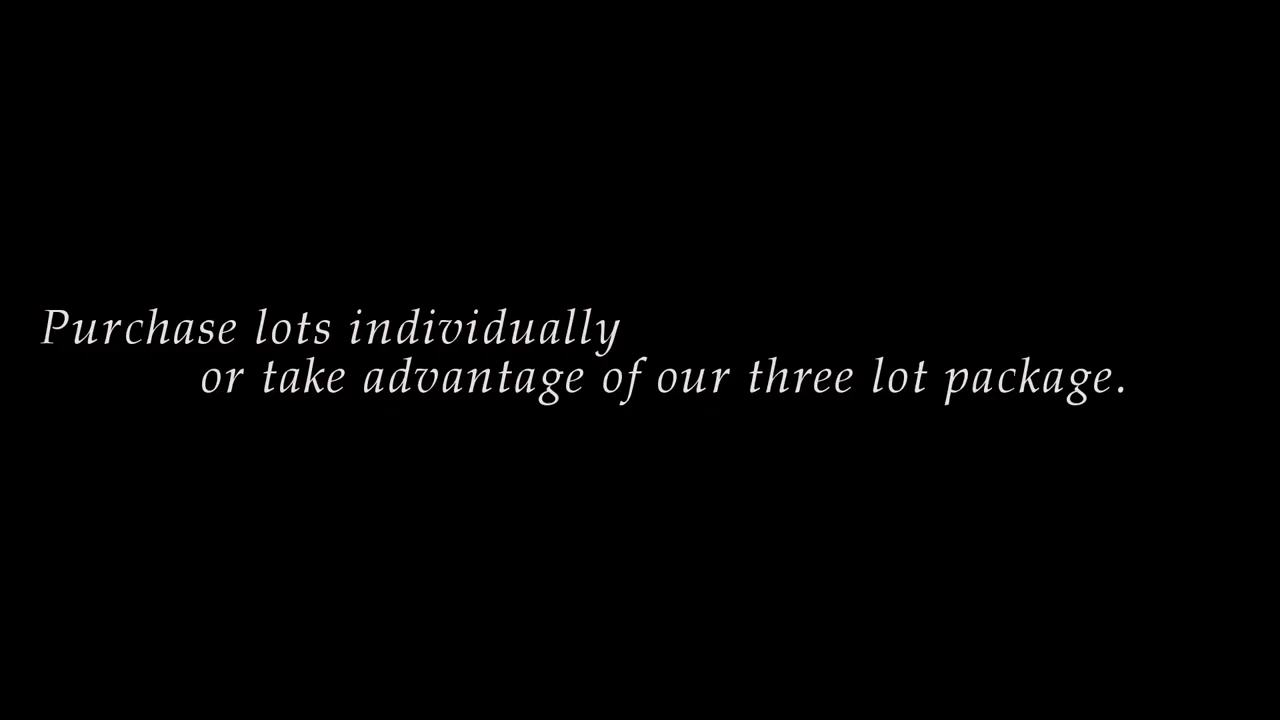 Purchase lots individually
or take advantage of our three lot package.